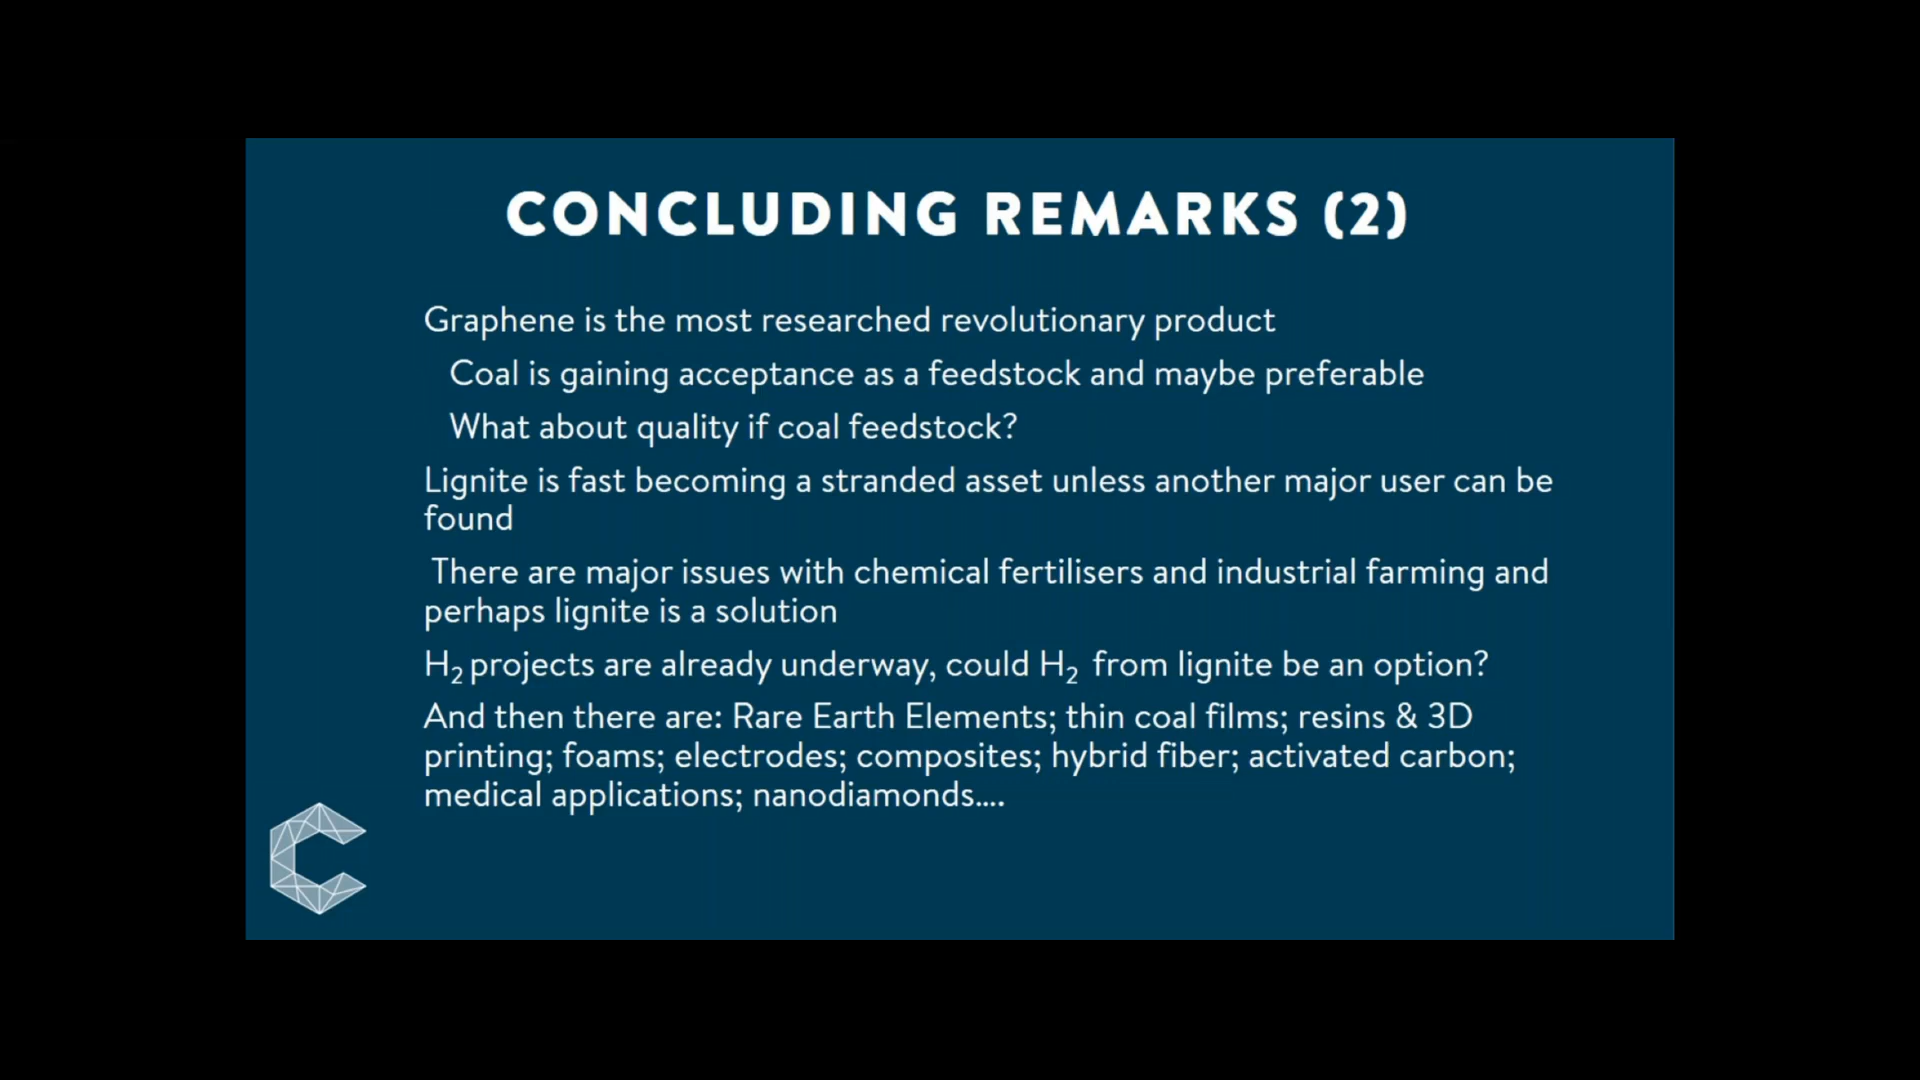 CONCLUDING REMARKS (2)
Graphene is the most researched revolutionary product
Coal is gaining acceptance as a feedstock and maybe preferable
What about quality if coal feedstock?
Lignite is fast becoming a stranded asset unless another major user can be
found
There are major issues with chemical fertilisers and industrial farming and
perhaps lignite is a solution
H₂ projects are already underway, could H₂ from lignite be an option?
And then there are: Rare Earth Elements; thin coal films; resins & 3D
printing; foams; electrodes; composites; hybrid fiber; activated carbon;
medical applications; nanodiamonds....